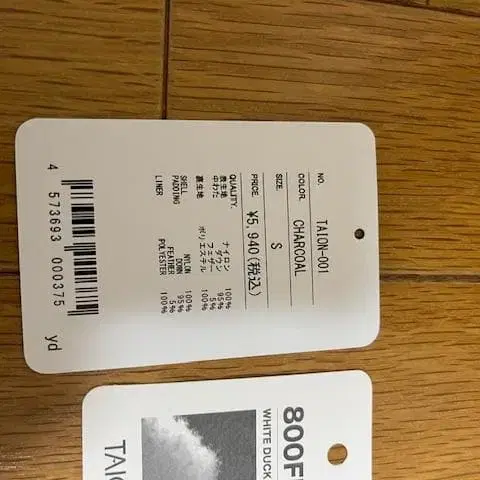 NO. TAION-001
COLOR. CHARCOAL
SIZE. S
PRICE. ¥5,940(税込)
QUALITY.
表生地 ナイロン 100%
中わた ダウン 95%
フェザー 5%
裏生地 ポリエステル 100%
SHELL NYLON 100%
PADDING DOWN 95%
FEATHER 5%
LINER POLYESTER 100%
4 573693 000375
yd
800F
WHITE DUCK
TAIO